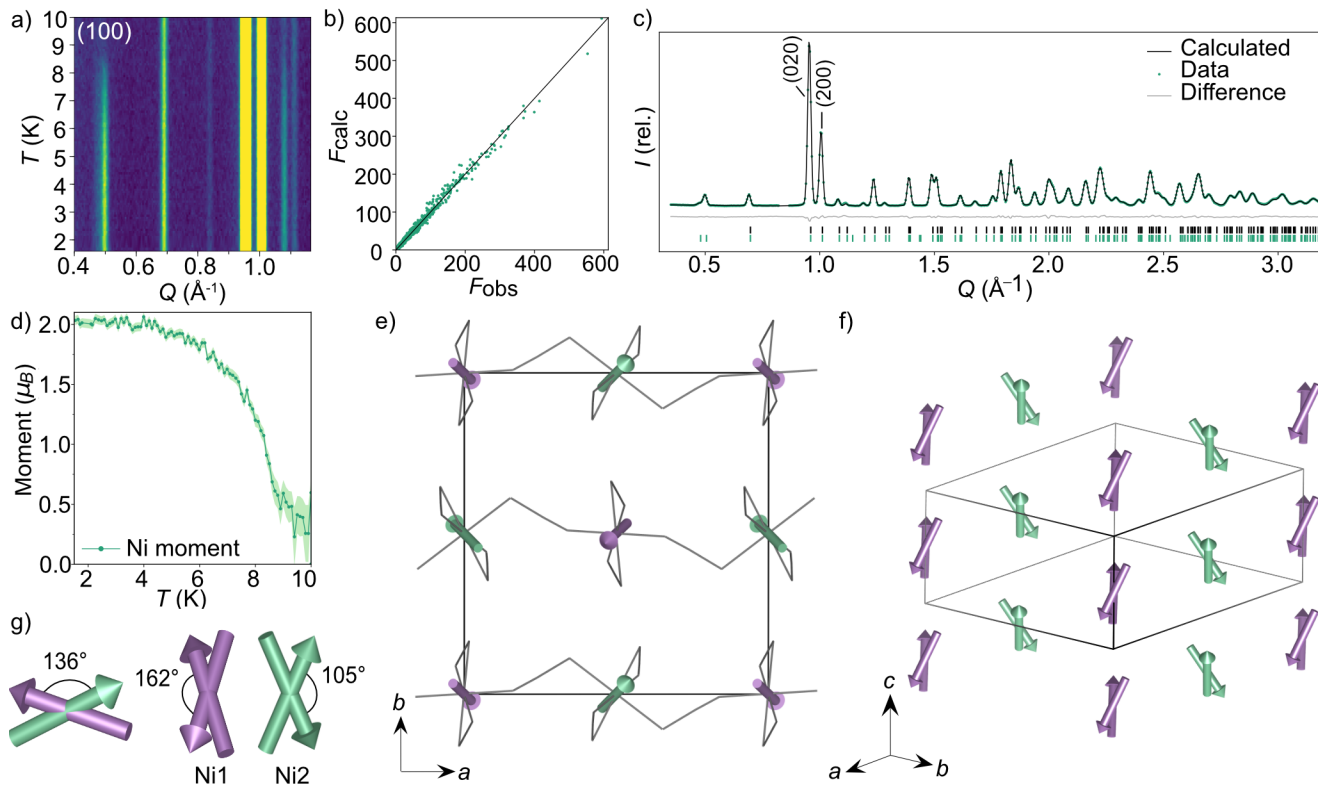 a)
(100)
10
9
8
7
6
5
4
3
2
T (K)
0.4 0.6 0.8 1.0
Q (Å⁻¹)
b)
600
500
400
300
200
100
0
Fcalc
0 200 400 600
Fobs
c)
I (rel.)
(020)
(200)
Calculated
Data
Difference
0.5 1.0 1.5 2.0 2.5 3.0
Q (Å⁻¹)
d)
2.0
1.5
1.0
0.5
0.0
Moment (μB)
Ni moment
2 4 6 8 10
T (K)
e)
b
a
f)
c
a
b
g)
136°
162°
105°
Ni1
Ni2